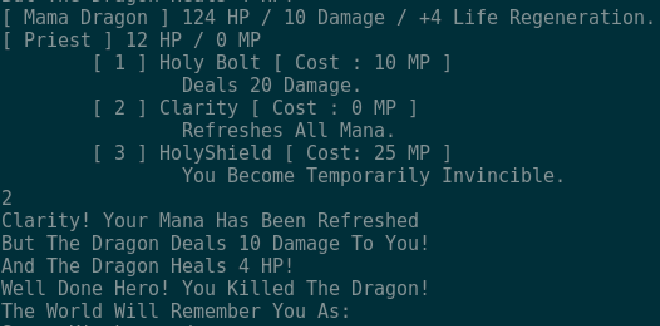 [ Mama Dragon ] 124 HP / 10 Damage / +4 Life Regeneration.
[ Priest ] 12 HP / 0 MP
[ 1 ] Holy Bolt [ Cost : 10 MP ]
Deals 20 Damage.
[ 2 ] Clarity [ Cost : 0 MP ]
Refreshes All Mana.
[ 3 ] HolyShield [ Cost: 25 MP ]
You Become Temporarily Invincible.
2
Clarity! Your Mana Has Been Refreshed
But The Dragon Deals 10 Damage To You!
And The Dragon Heals 4 HP!
Well Done Hero! You Killed The Dragon!
The World Will Remember You As: